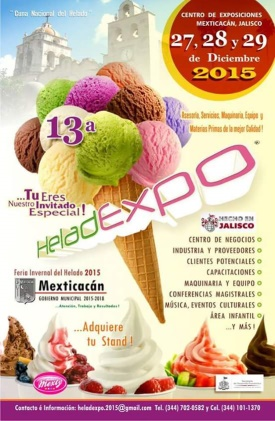 "Cuna Nacional del Helado"
CENTRO DE EXPOSICIONES
MEXTICACÁN, JALISCO
27, 28 y 29
de Diciembre
2015
Asesoría, Servicios, Maquinaria, Equipo y
Materias Primas de la mejor Calidad!
13a
...Tu Eres
Nuestro Invitado
Especial!
HeladEXPO
HECHO EN
JALISCO
CENTRO DE NEGOCIOS
INDUSTRIA Y PROVEEDORES
CLIENTES POTENCIALES
CAPACITACIONES
MAQUINARIA Y EQUIPO
CONFERENCIAS MAGISTRALES
MÚSICA, EVENTOS CULTURALES
ÁREA INFANTIL
...Y MÁS !
Feria Invernal del Helado 2015
Mexticacán
GOBIERNO MUNICIPAL 2015-2018
...Atención, Trabajo y Resultados!
...Adquiere
tu Stand!
Mexty
Contacto é Información: heladexpo.2015@gmail.com Tel. (344) 702-0582 y Cel. (344) 101-1370